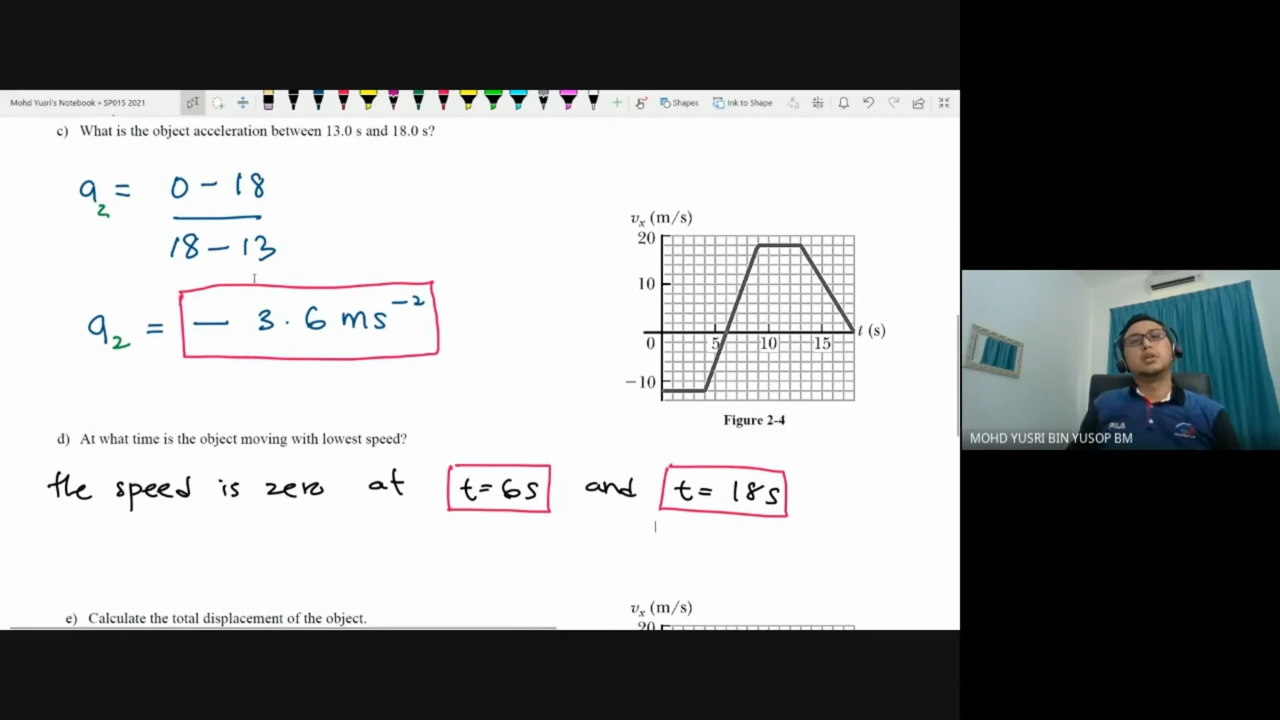 Mohd Yusri's Notebook » SP015 2021
Shapes
Ink to Shape
c) What is the object acceleration between 13.0 s and 18.0 s?
a₂ = 0 - 18
18 - 13
a₂ = - 3.6 ms⁻²
vₓ (m/s)
20
10
0 5 10 15 t (s)
−10
Figure 2-4
d) At what time is the object moving with lowest speed?
the speed is zero at t = 6s and t = 18s
e) Calculate the total displacement of the object.
vₓ (m/s)
20
FILA
MOHD YUSRI BIN YUSOP BM